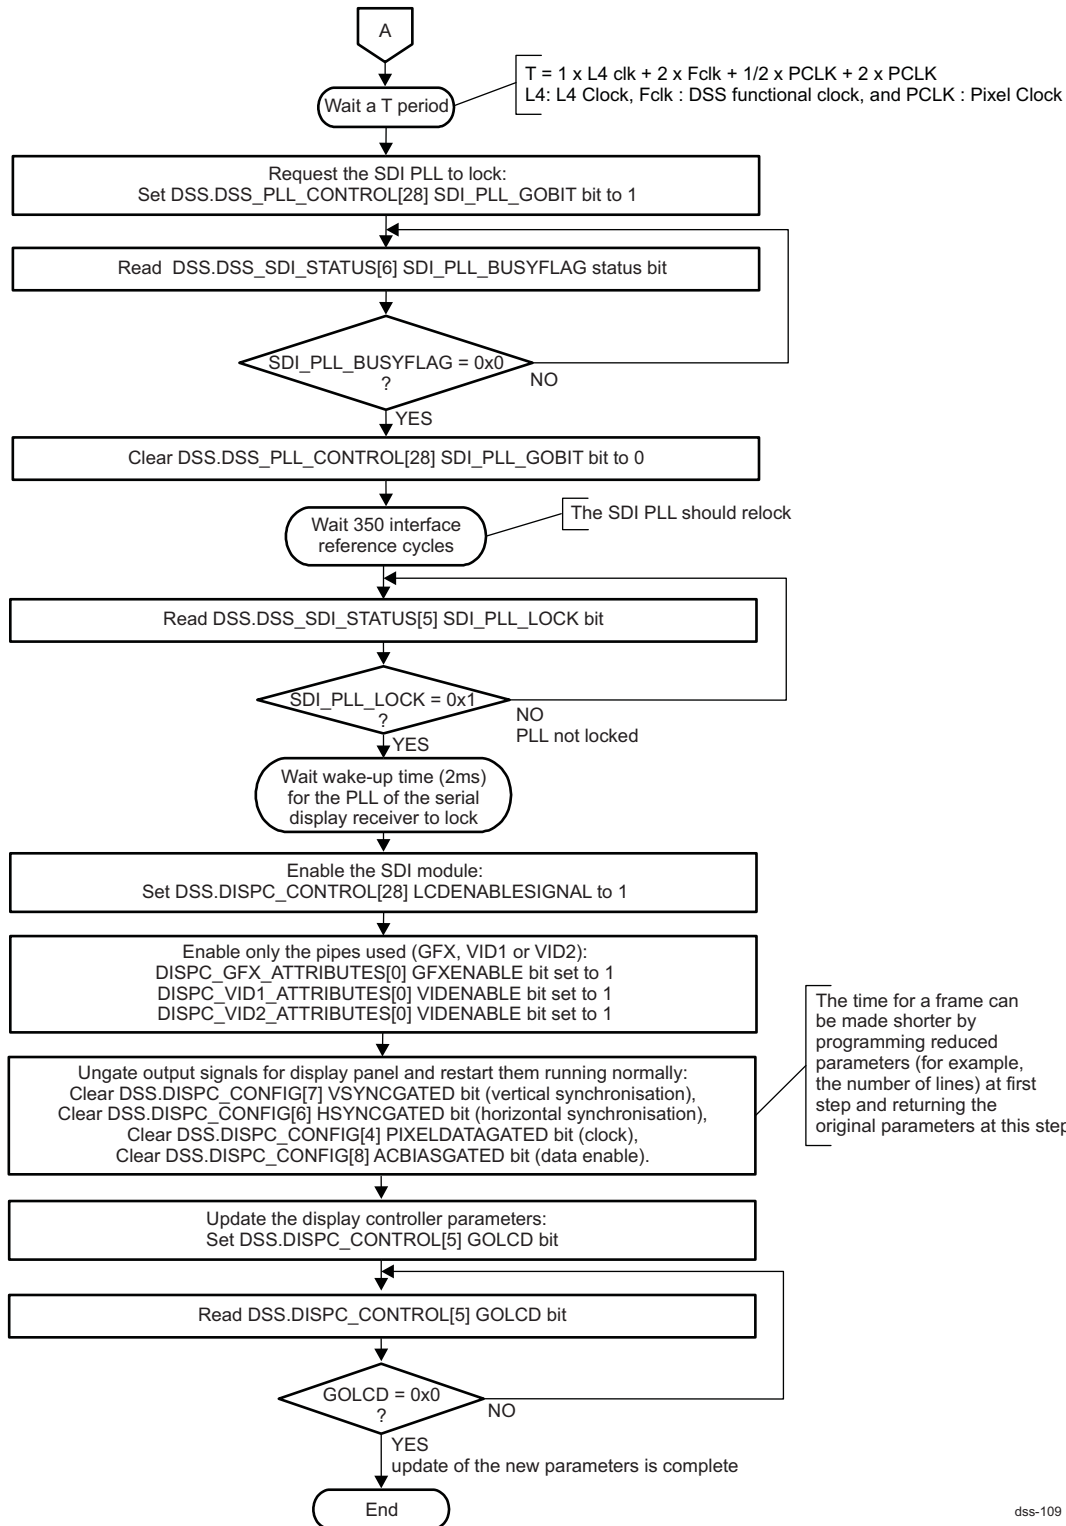 A
Wait a T period
T = 1 x L4 clk + 2 x Fclk + 1/2 x PCLK + 2 x PCLK
L4: L4 Clock, Fclk : DSS functional clock, and PCLK : Pixel Clock
Request the SDI PLL to lock:
Set DSS.DSS_PLL_CONTROL[28] SDI_PLL_GOBIT bit to 1
Read DSS.DSS_SDI_STATUS[6] SDI_PLL_BUSYFLAG status bit
SDI_PLL_BUSYFLAG = 0x0
?
NO
YES
Clear DSS.DSS_PLL_CONTROL[28] SDI_PLL_GOBIT bit to 0
Wait 350 interface
reference cycles
The SDI PLL should relock
Read DSS.DSS_SDI_STATUS[5] SDI_PLL_LOCK bit
SDI_PLL_LOCK = 0x1
?
NO
PLL not locked
YES
Wait wake-up time (2ms)
for the PLL of the serial
display receiver to lock
Enable the SDI module:
Set DSS.DISPC_CONTROL[28] LCDENABLESIGNAL to 1
Enable only the pipes used (GFX, VID1 or VID2):
DISPC_GFX_ATTRIBUTES[0] GFXENABLE bit set to 1
DISPC_VID1_ATTRIBUTES[0] VIDENABLE bit set to 1
DISPC_VID2_ATTRIBUTES[0] VIDENABLE bit set to 1
Ungate output signals for display panel and restart them running normally:
Clear DSS.DISPC_CONFIG[7] VSYNCGATED bit (vertical synchronisation),
Clear DSS.DISPC_CONFIG[6] HSYNCGATED bit (horizontal synchronisation),
Clear DSS.DISPC_CONFIG[4] PIXELDATAGATED bit (clock),
Clear DSS.DISPC_CONFIG[8] ACBIASGATED bit (data enable).
The time for a frame can
be made shorter by
programming reduced
parameters (for example,
the number of lines) at first
step and returning the
original parameters at this step
Update the display controller parameters:
Set DSS.DISPC_CONTROL[5] GOLCD bit
Read DSS.DISPC_CONTROL[5] GOLCD bit
GOLCD = 0x0
?
NO
YES
update of the new parameters is complete
End
dss-109